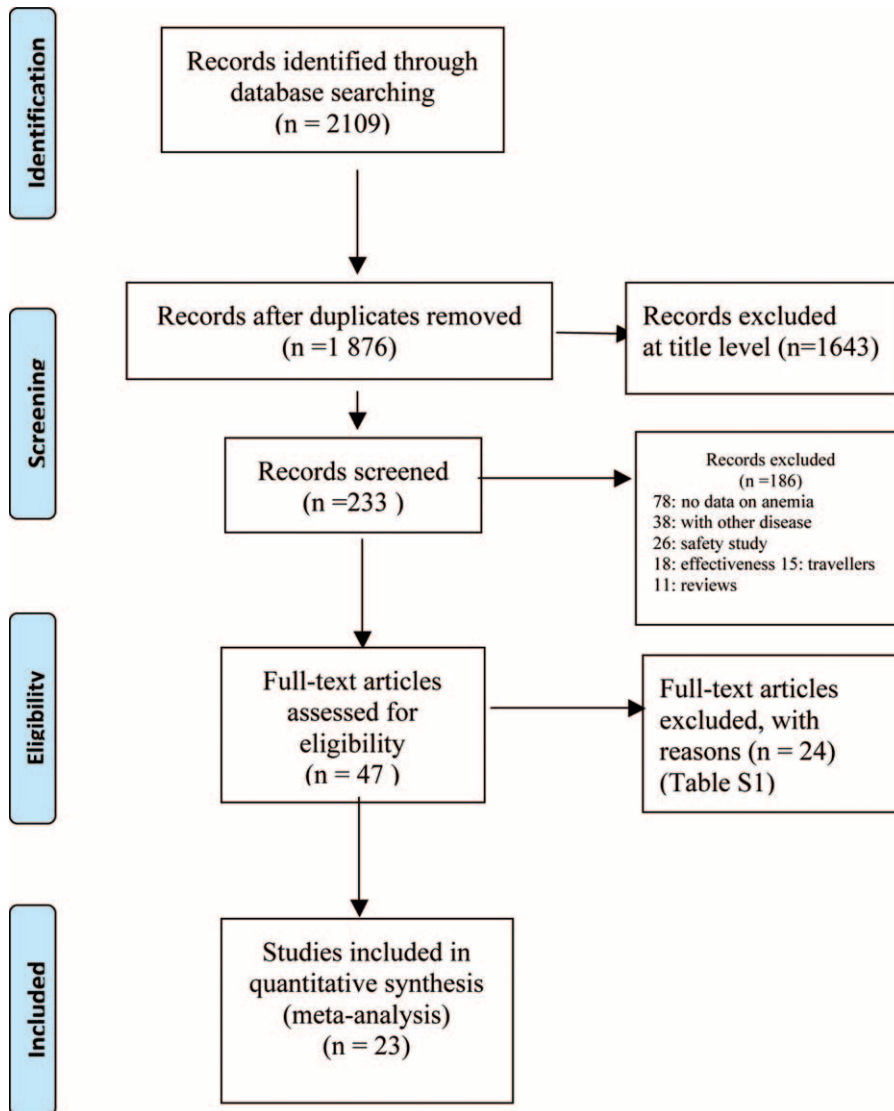 Identification
Records identified through
database searching
(n = 2109)
Screening
Records after duplicates removed
(n =1 876)
Records excluded
at title level (n=1643)
Records screened
(n =233 )
Records excluded
(n =186)
78: no data on anemia
38: with other disease
26: safety study
18: effectiveness 15: travellers
11: reviews
Eligibility
Full-text articles
assessed for
eligibility
(n = 47 )
Full-text articles
excluded, with
reasons (n = 24)
(Table S1)
Included
Studies included in
quantitative synthesis
(meta-analysis)
(n = 23)